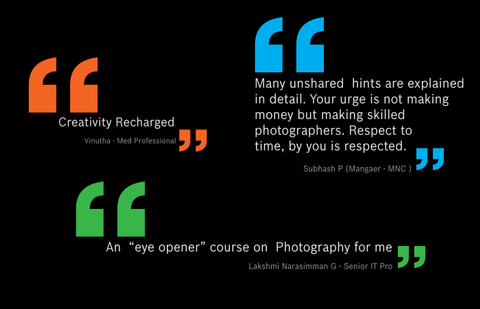 Creativity Recharged
Vinutha - Med Professional
Many unshared hints are explained
in detail. Your urge is not making
money but making skilled
photographers. Respect to
time, by you is respected.
Subhash P (Mangaer - MNC )
An “eye opener” course on Photography for me
Lakshmi Narasimman G - Senior IT Pro